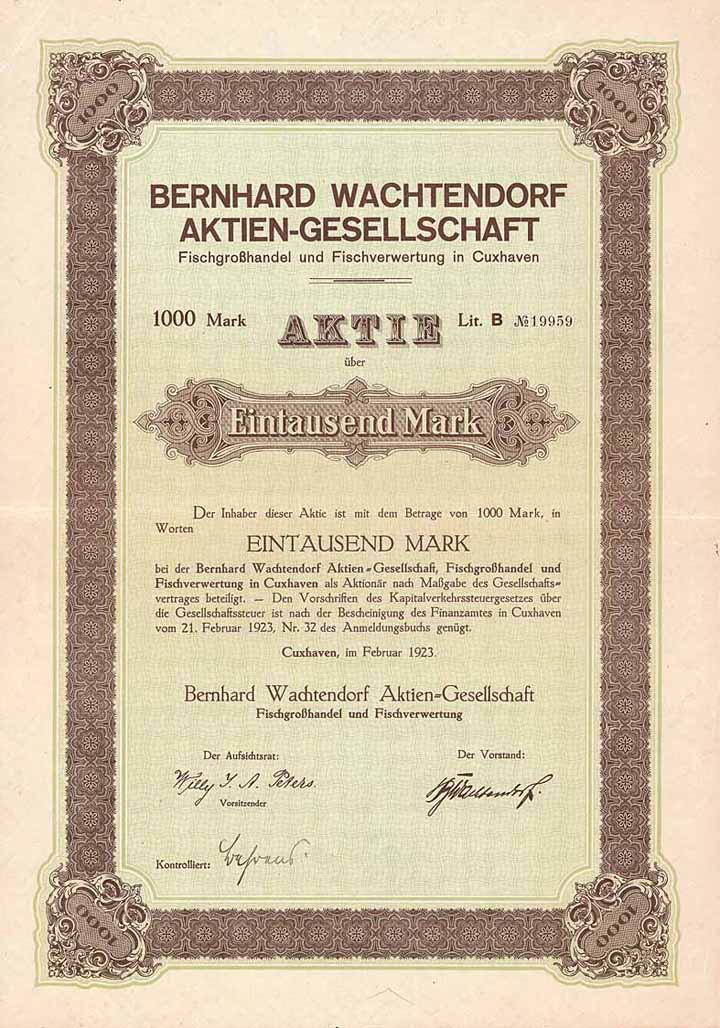 1000 1000
BERNHARD WACHTENDORF
AKTIEN-GESELLSCHAFT
Fischgroßhandel und Fischverwertung in Cuxhaven
1000 Mark AKTIE Lit. B № 19959
über
Eintausend Mark
Der Inhaber dieser Aktie ist mit dem Betrage von 1000 Mark, in
Worten
EINTAUSEND MARK
bei der Bernhard Wachtendorf Aktien-Gesellschaft, Fischgroßhandel und
Fischverwertung in Cuxhaven als Aktionär nach Maßgabe des Gesellschafts-
vertrages beteiligt. — Den Vorschriften des Kapitalverkehrssteuergesetzes über
die Gesellschaftssteuer ist nach der Bescheinigung des Finanzamtes in Cuxhaven
vom 21. Februar 1923, Nr. 32 des Anmeldungsbuchs genügt.
Cuxhaven, im Februar 1923.
Bernhard Wachtendorf Aktien-Gesellschaft
Fischgroßhandel und Fischverwertung
Der Aufsichtsrat: Der Vorstand:
Willy J. A. Peters. BWachtendorf.
Vorsitzender
Kontrolliert: Behrens.
1000 1000